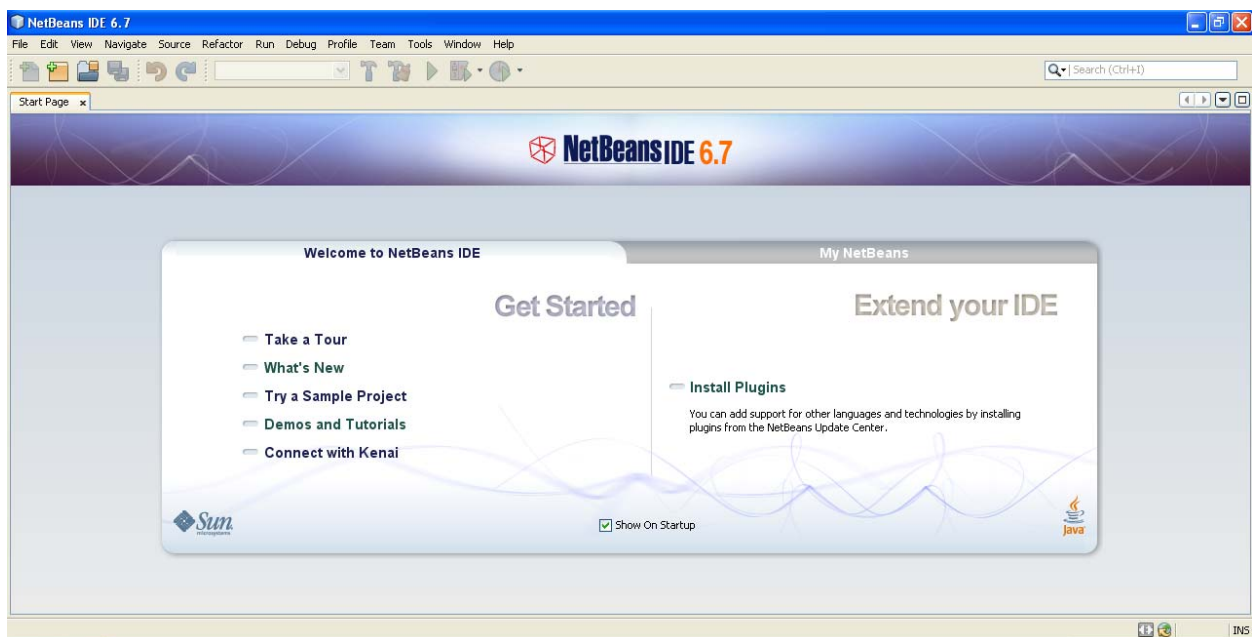 NetBeans IDE 6.7
File Edit View Navigate Source Refactor Run Debug Profile Team Tools Window Help
Search (Ctrl+I)
Start Page x
NetBeans IDE 6.7
Welcome to NetBeans IDE
My NetBeans
Get Started
Take a Tour
What's New
Try a Sample Project
Demos and Tutorials
Connect with Kenai
Extend your IDE
Install Plugins
You can add support for other languages and technologies by installing
plugins from the NetBeans Update Center.
Sun
microsystems
Show On Startup
Java
INS